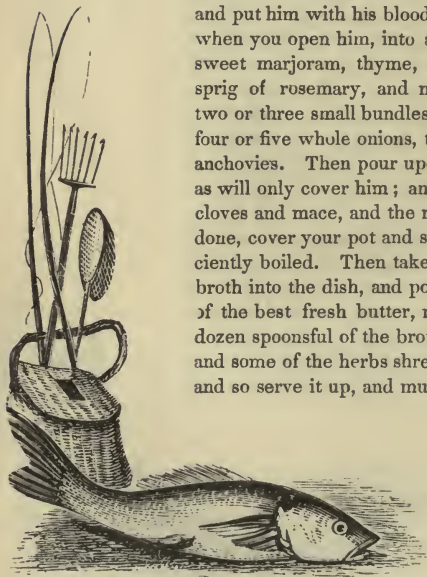 and put him with his blood
when you open him, into a
sweet marjoram, thyme,
sprig of rosemary, and
two or three small bundles
four or five whole onions,
anchovies. Then pour up
as will only cover him; an
cloves and mace, and the
done, cover your pot and s
ciently boiled. Then take
broth into the dish, and po
of the best fresh butter,
dozen spoonsful of the bro
and some of the herbs shre
and so serve it up, and mu